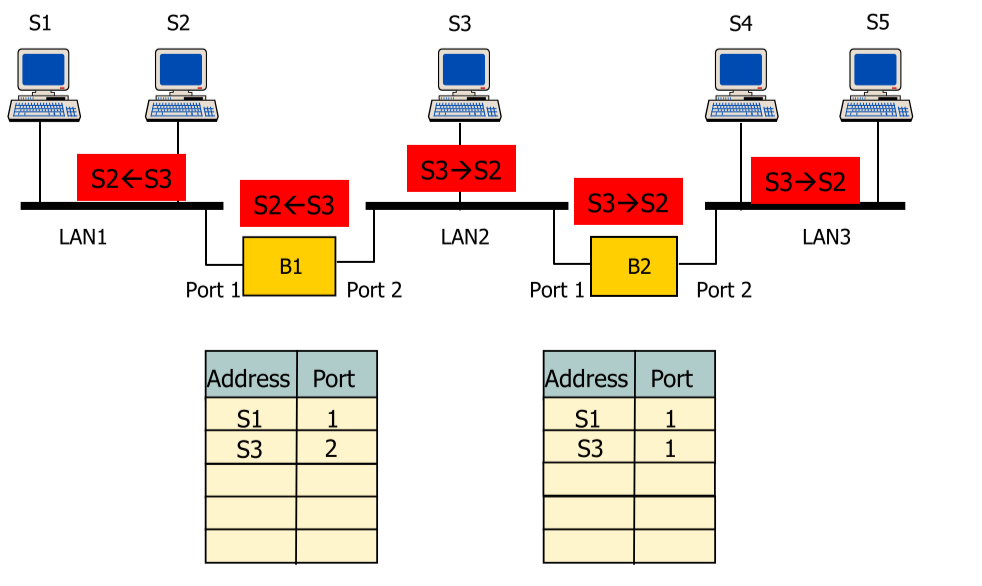 S1 S2 S3 S4 S5
S3→S2
S2←S3 S3→S2
S2←S3 S3→S2
LAN1 LAN2 LAN3
B1 B2
Port 1 Port 2 Port 1 Port 2
Address Port Address Port
S1 1 S1 1
S3 2 S3 1